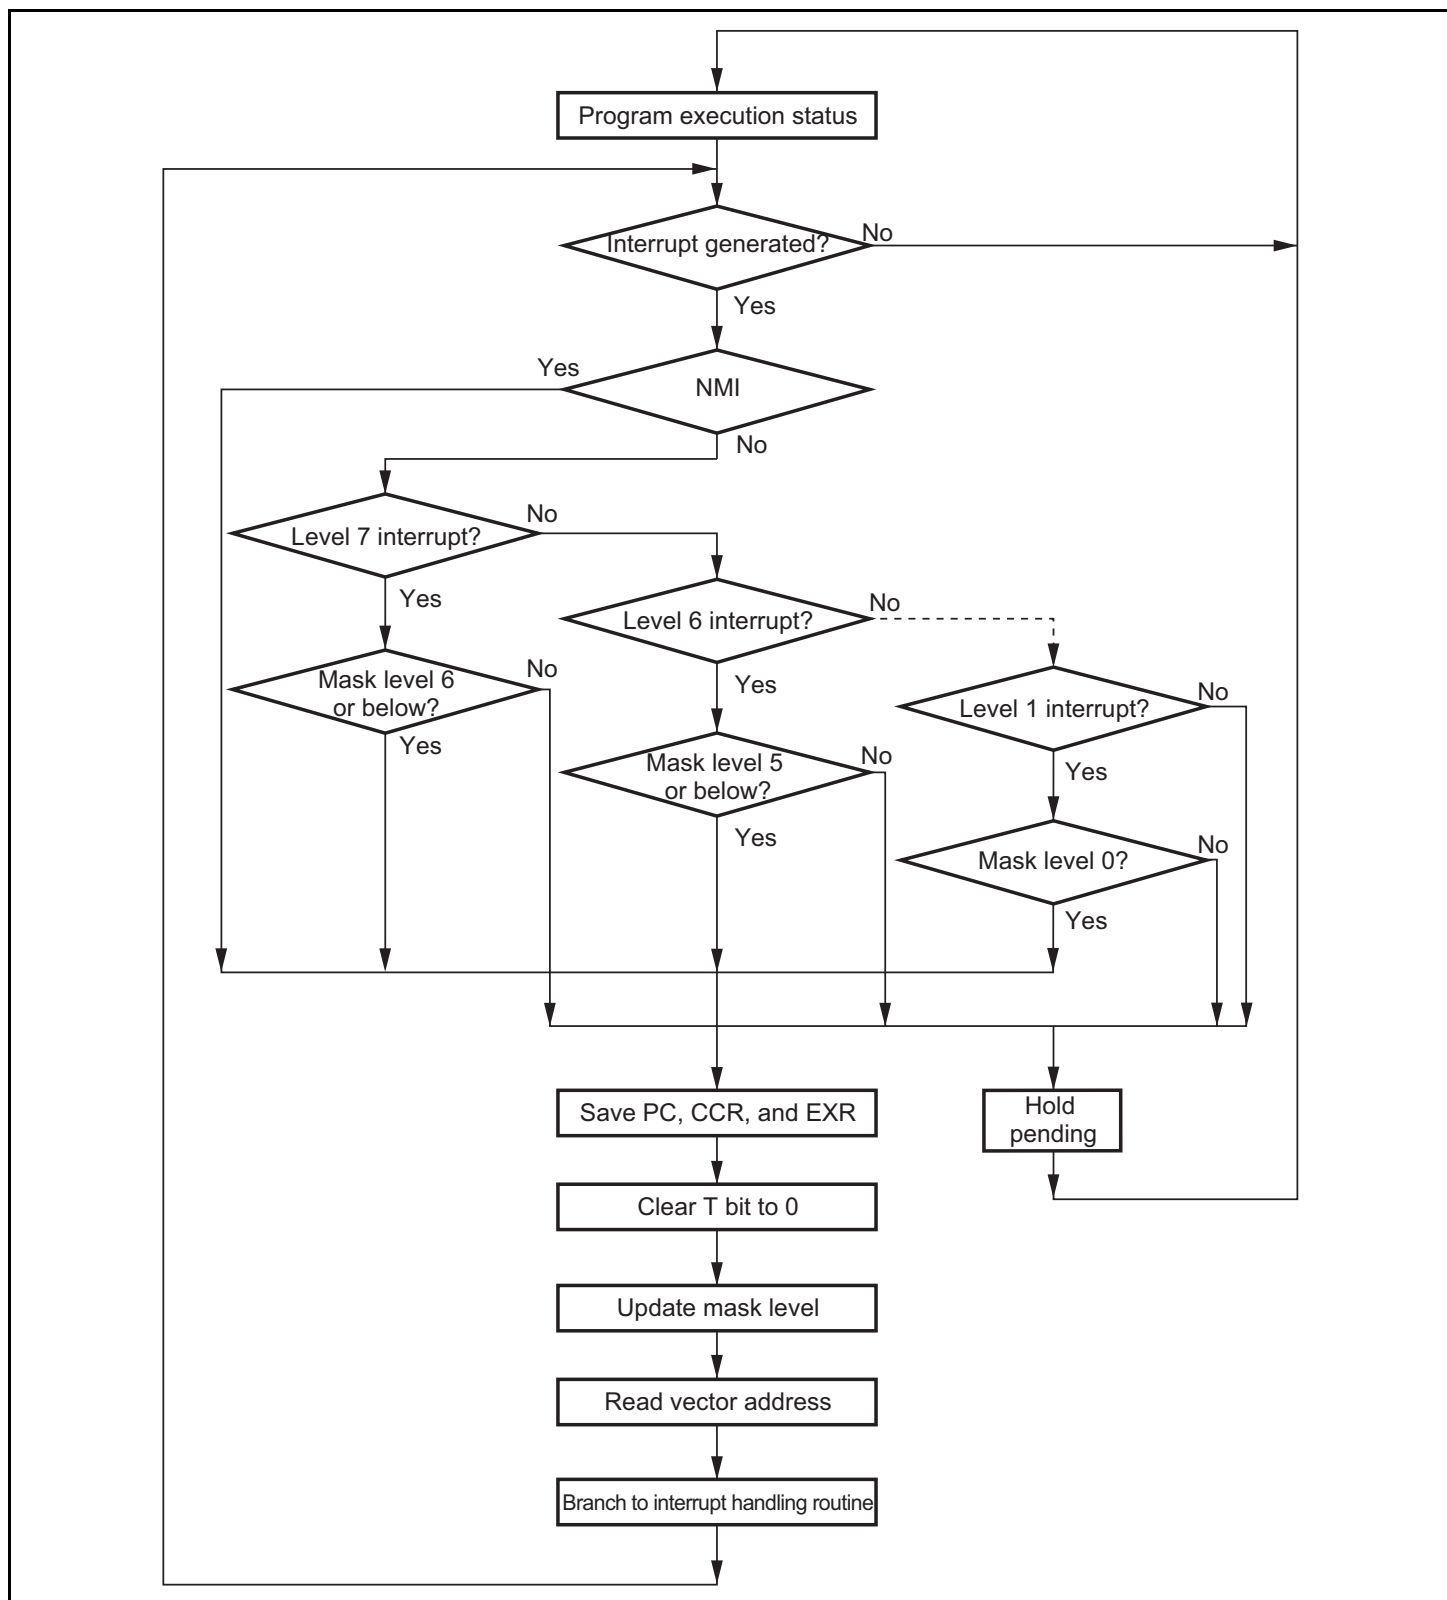 Program execution status
Interrupt generated?
No
Yes
Yes
NMI
No
Level 7 interrupt?
No
Yes
Level 6 interrupt?
No
Yes
Mask level 6
or below?
No
Yes
Level 1 interrupt?
No
Yes
Mask level 5
or below?
No
Yes
Mask level 0?
No
Yes
Save PC, CCR, and EXR
Hold
pending
Clear T bit to 0
Update mask level
Read vector address
Branch to interrupt handling routine